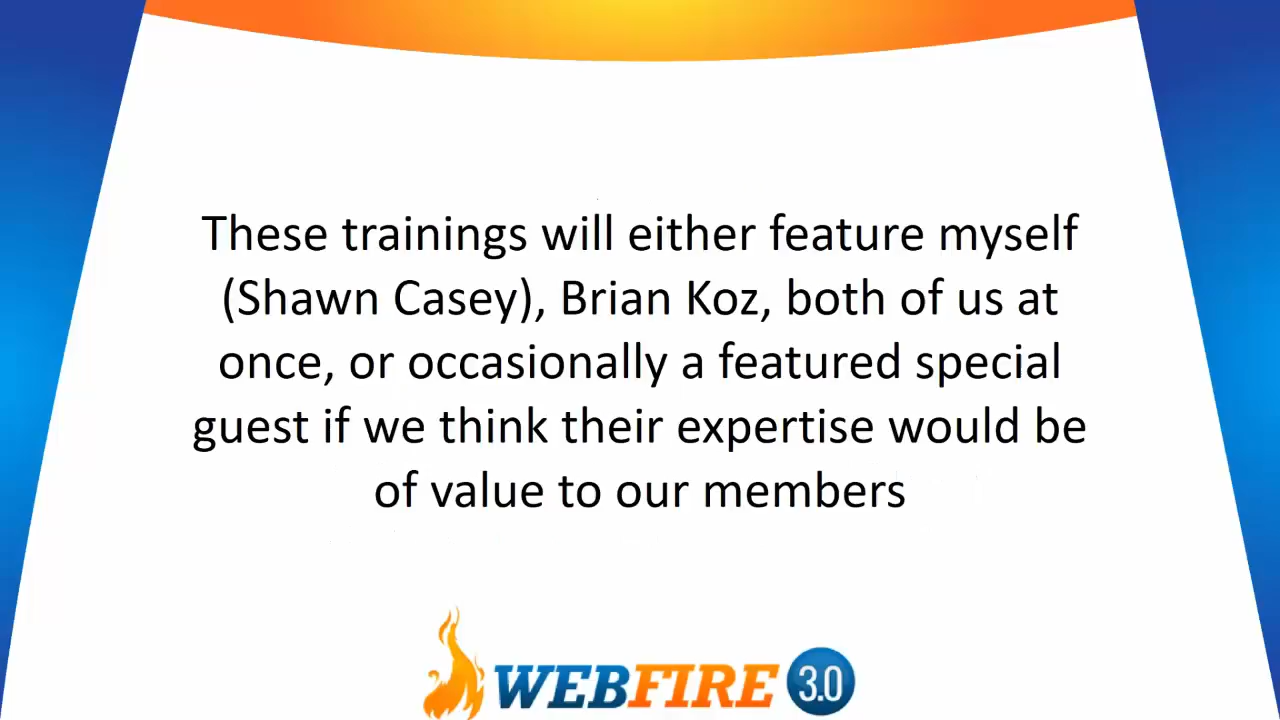 These trainings will either feature myself
(Shawn Casey), Brian Koz, both of us at
once, or occasionally a featured special
guest if we think their expertise would be
of value to our members
WEBFIRE 3.0